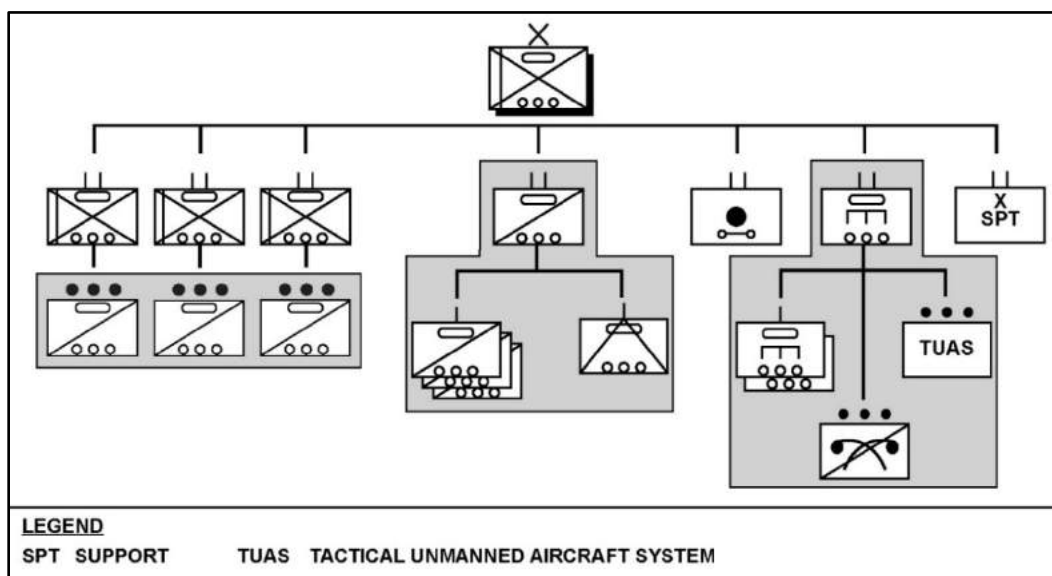 X
SPT
TUAS
LEGEND
SPT SUPPORT TUAS TACTICAL UNMANNED AIRCRAFT SYSTEM